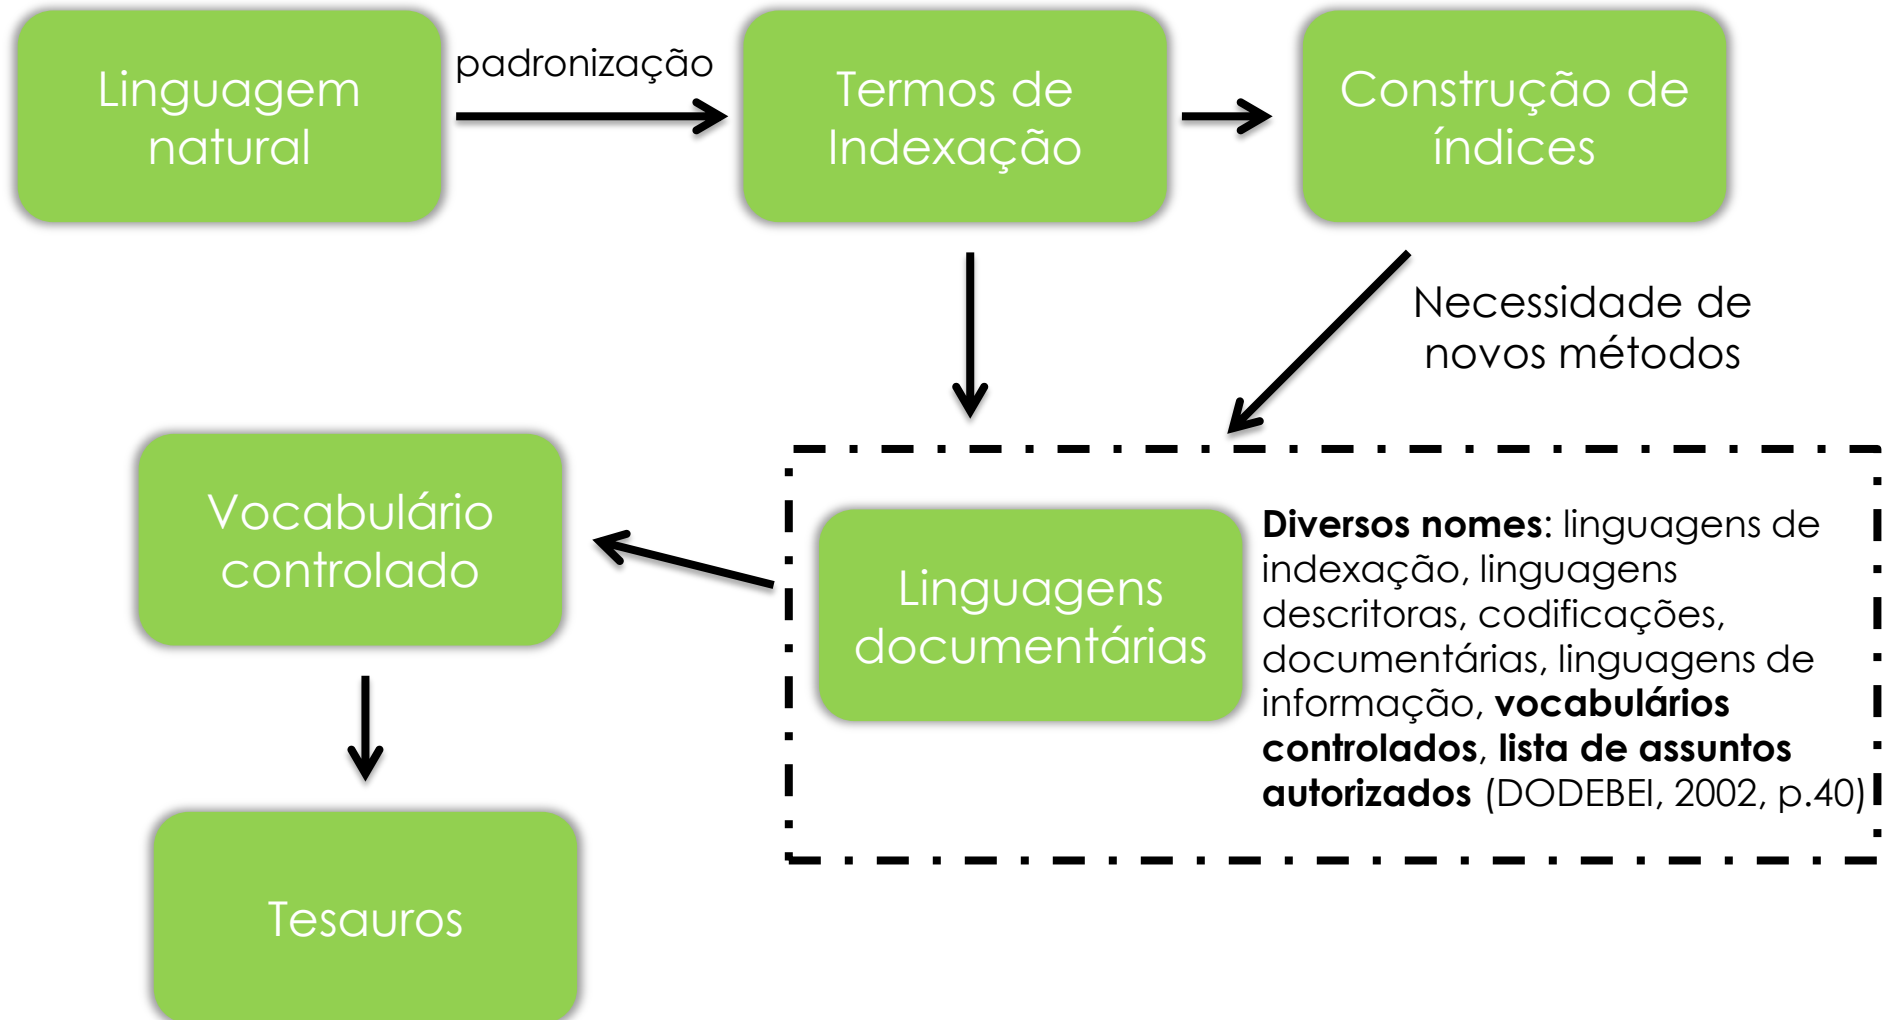 Linguagem
natural
padronização
Termos de
Indexação
Construção de
índices
Necessidade de
novos métodos
Vocabulário
controlado
Linguagens
documentárias
Diversos nomes: linguagens de
indexação, linguagens
descritoras, codificações,
documentárias, linguagens de
informação, vocabulários
controlados, lista de assuntos
autorizados (DODEBEI, 2002, p.40)
Tesauros